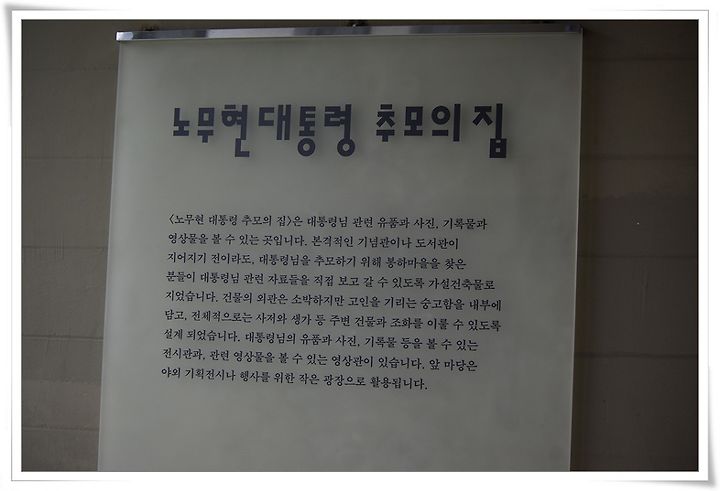 노무현대통령 추모의집
<노무현 대통령 추모의 집>은 대통령님 관련 유품과 사진, 기록물과
영상물을 볼 수 있는 곳입니다. 본격적인 기념관이나 도서관이
지어지기 전이라도, 대통령님을 추모하기 위해 봉하마을을 찾은
분들이 대통령님 관련 자료들을 직접 보고 갈 수 있도록 가설건축물로
지었습니다. 건물의 외관은 소박하지만 고인을 기리는 숭고함을 내부에
담고, 전체적으로는 사저와 생가 등 주변 건물과 조화를 이룰 수 있도록
설계 되었습니다. 대통령님의 유품과 사진, 기록물 등을 볼 수 있는
전시관과, 관련 영상물을 볼 수 있는 영상관이 있습니다. 앞 마당은
야외 기획전시나 행사를 위한 작은 광장으로 활용됩니다.